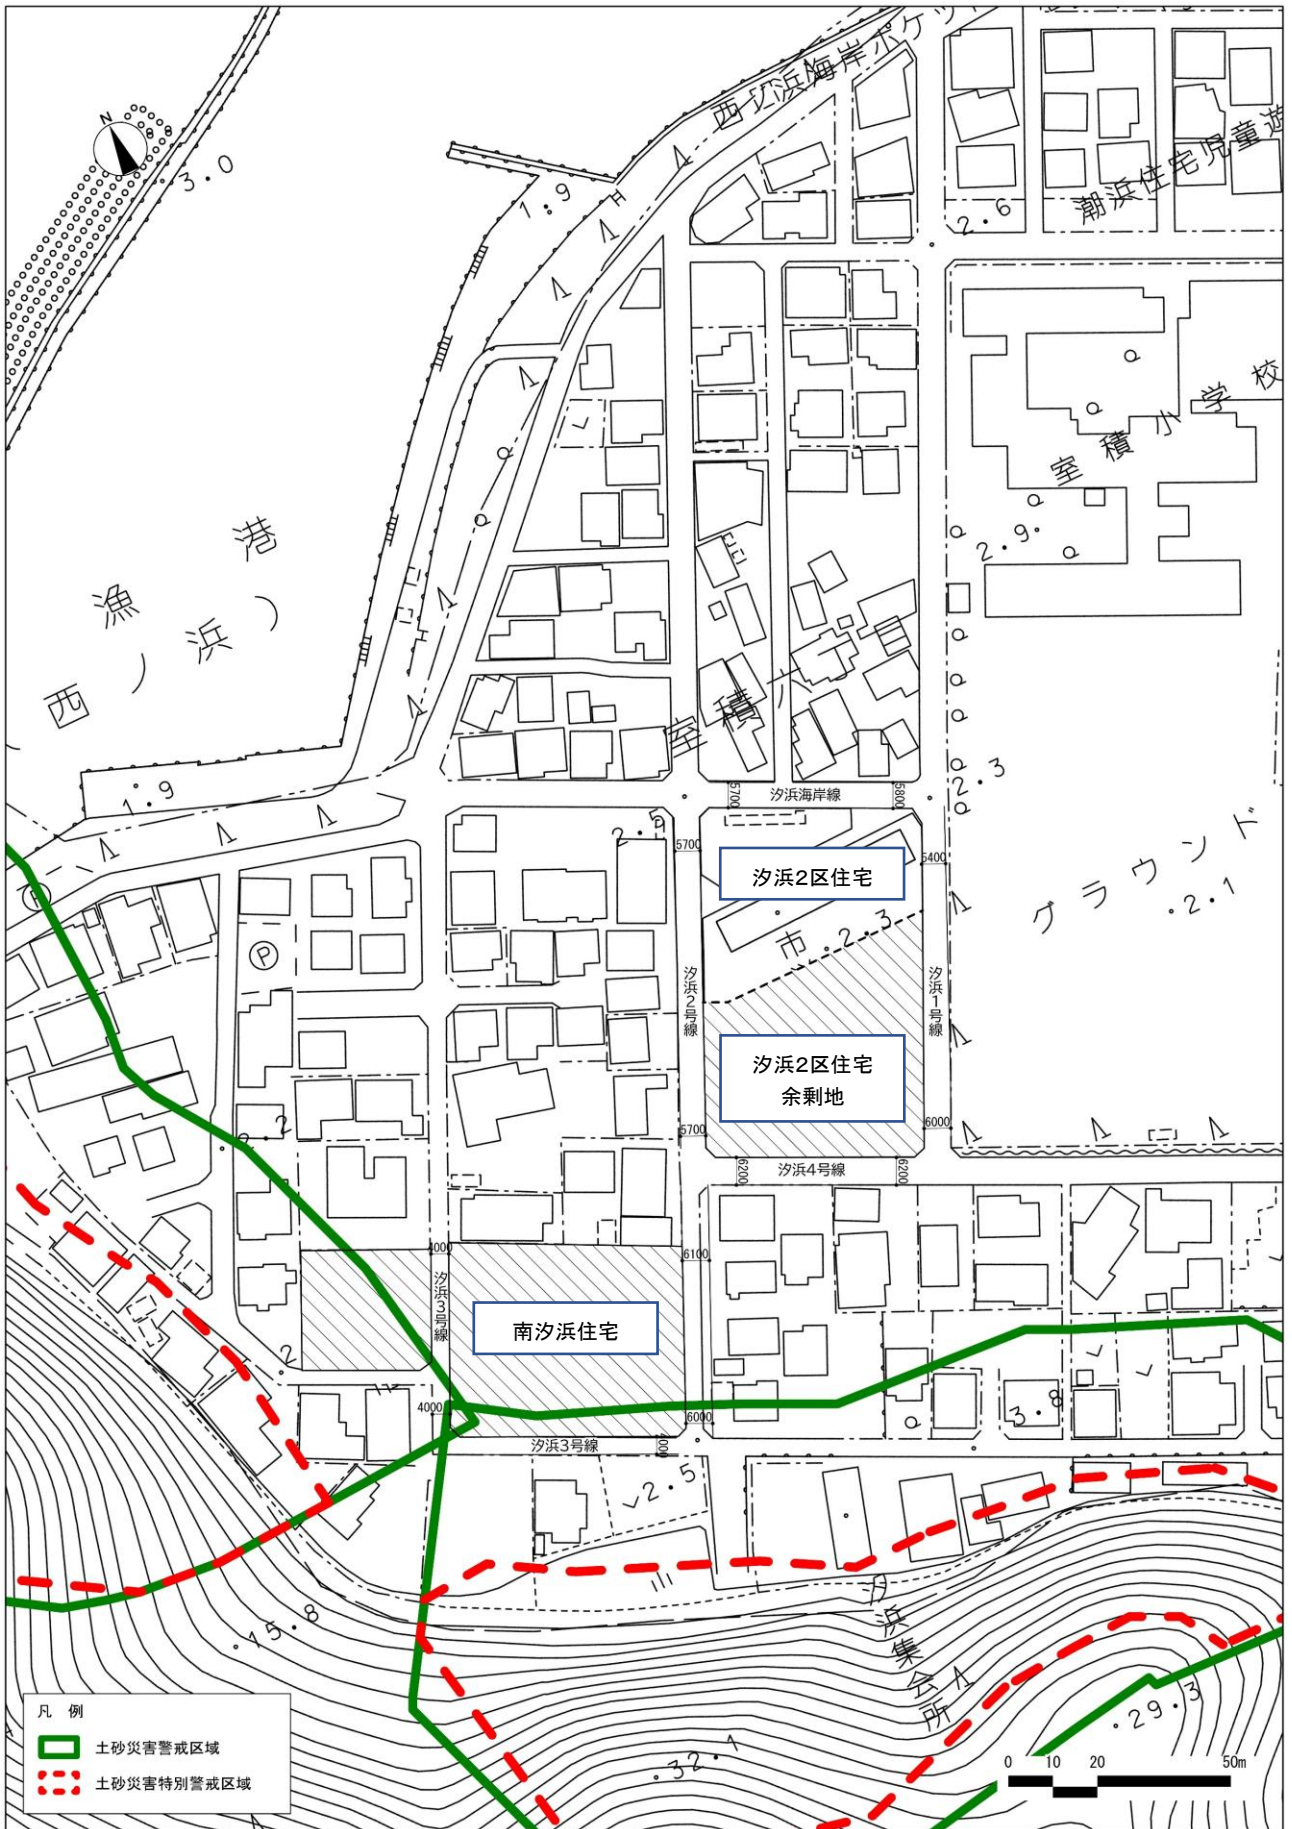 西ノ浜海岸ポケット
N
3.0
1.9
2.6
潮浜住宅児童遊
室積小学校
2.9
漁港
西ノ浜)
室積六丁目
1.9
2.3
5700
汐浜海岸線
5800
2.5
5700
5400
汐浜2区住宅
グラウンド
2.1
市
2.3
P
汐浜2号線
汐浜1号線
汐浜2区住宅
余剰地
2.2
5700
6000
6200
汐浜4号線
6200
4000
6100
汐浜3号線
南汐浜住宅
2
4000
6000
3.8
汐浜3号線
4000
2.5
15.8
汐浜集会所
29.3
32.1
凡 例
土砂災害警戒区域
土砂災害特別警戒区域
0 10 20 50m